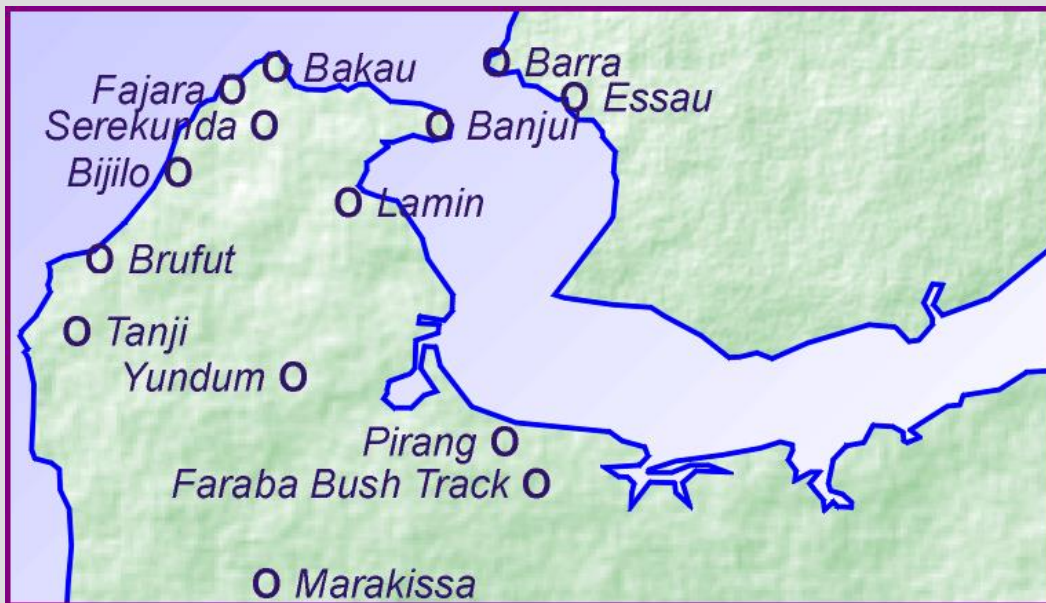 Bakau
Barra
Fajara
Essau
Serekunda
Banjul
Bijilo
Lamin
Brufut
Tanji
Yundum
Pirang
Faraba Bush Track
Marakissa